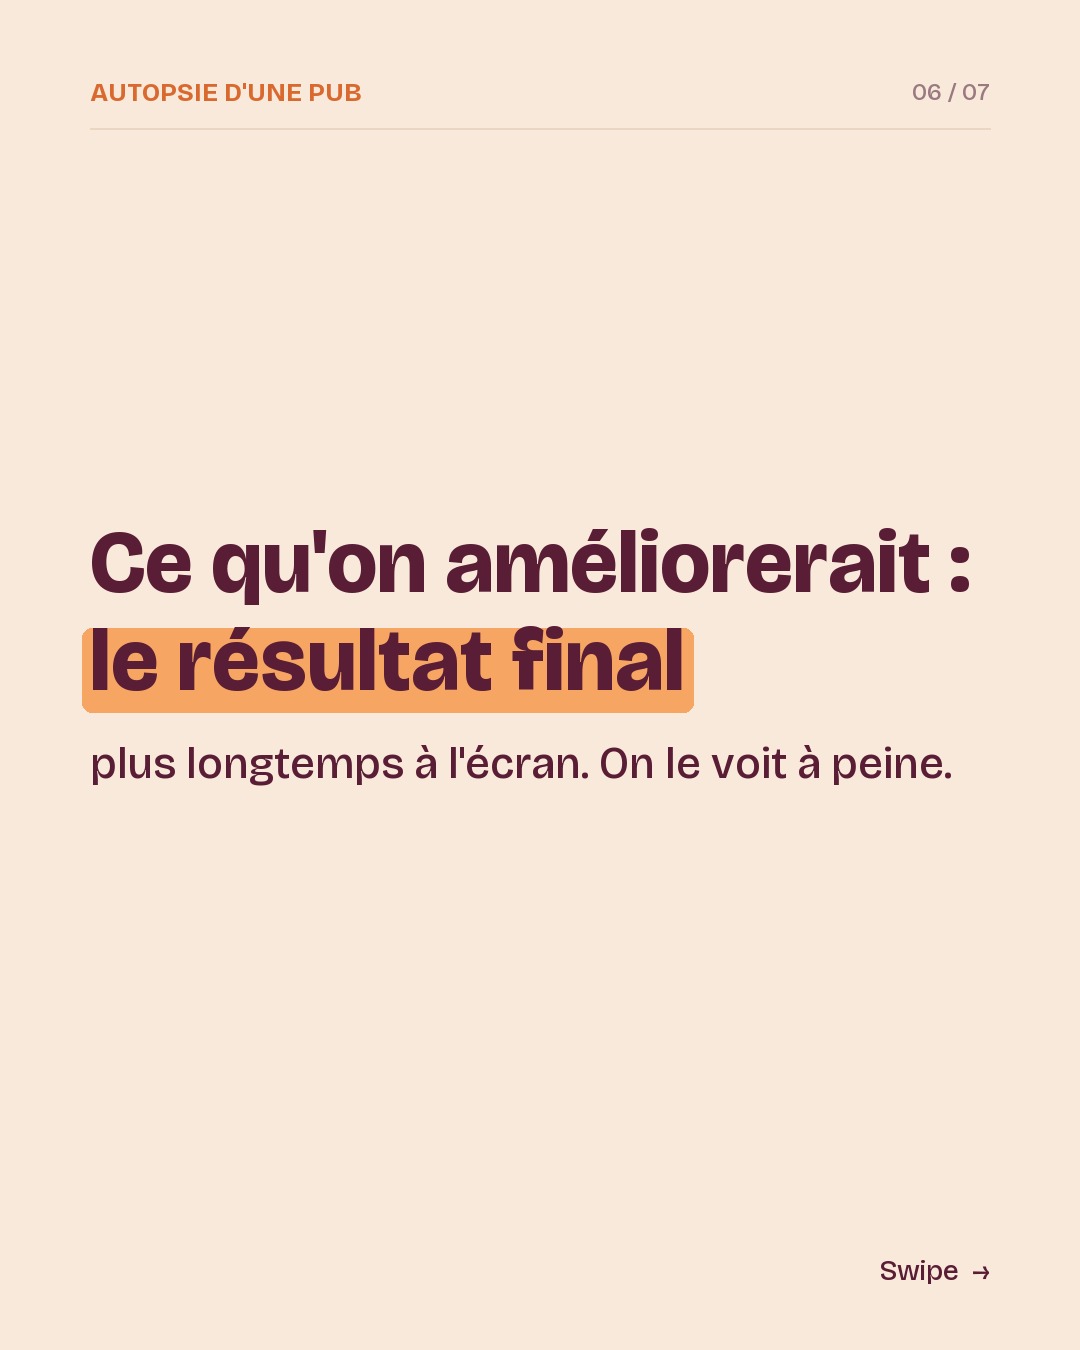 AUTOPSIE D'UNE PUB
06 / 07
Ce qu'on améliorerait :
le résultat final
plus longtemps à l'écran. On le voit à peine.
Swipe →